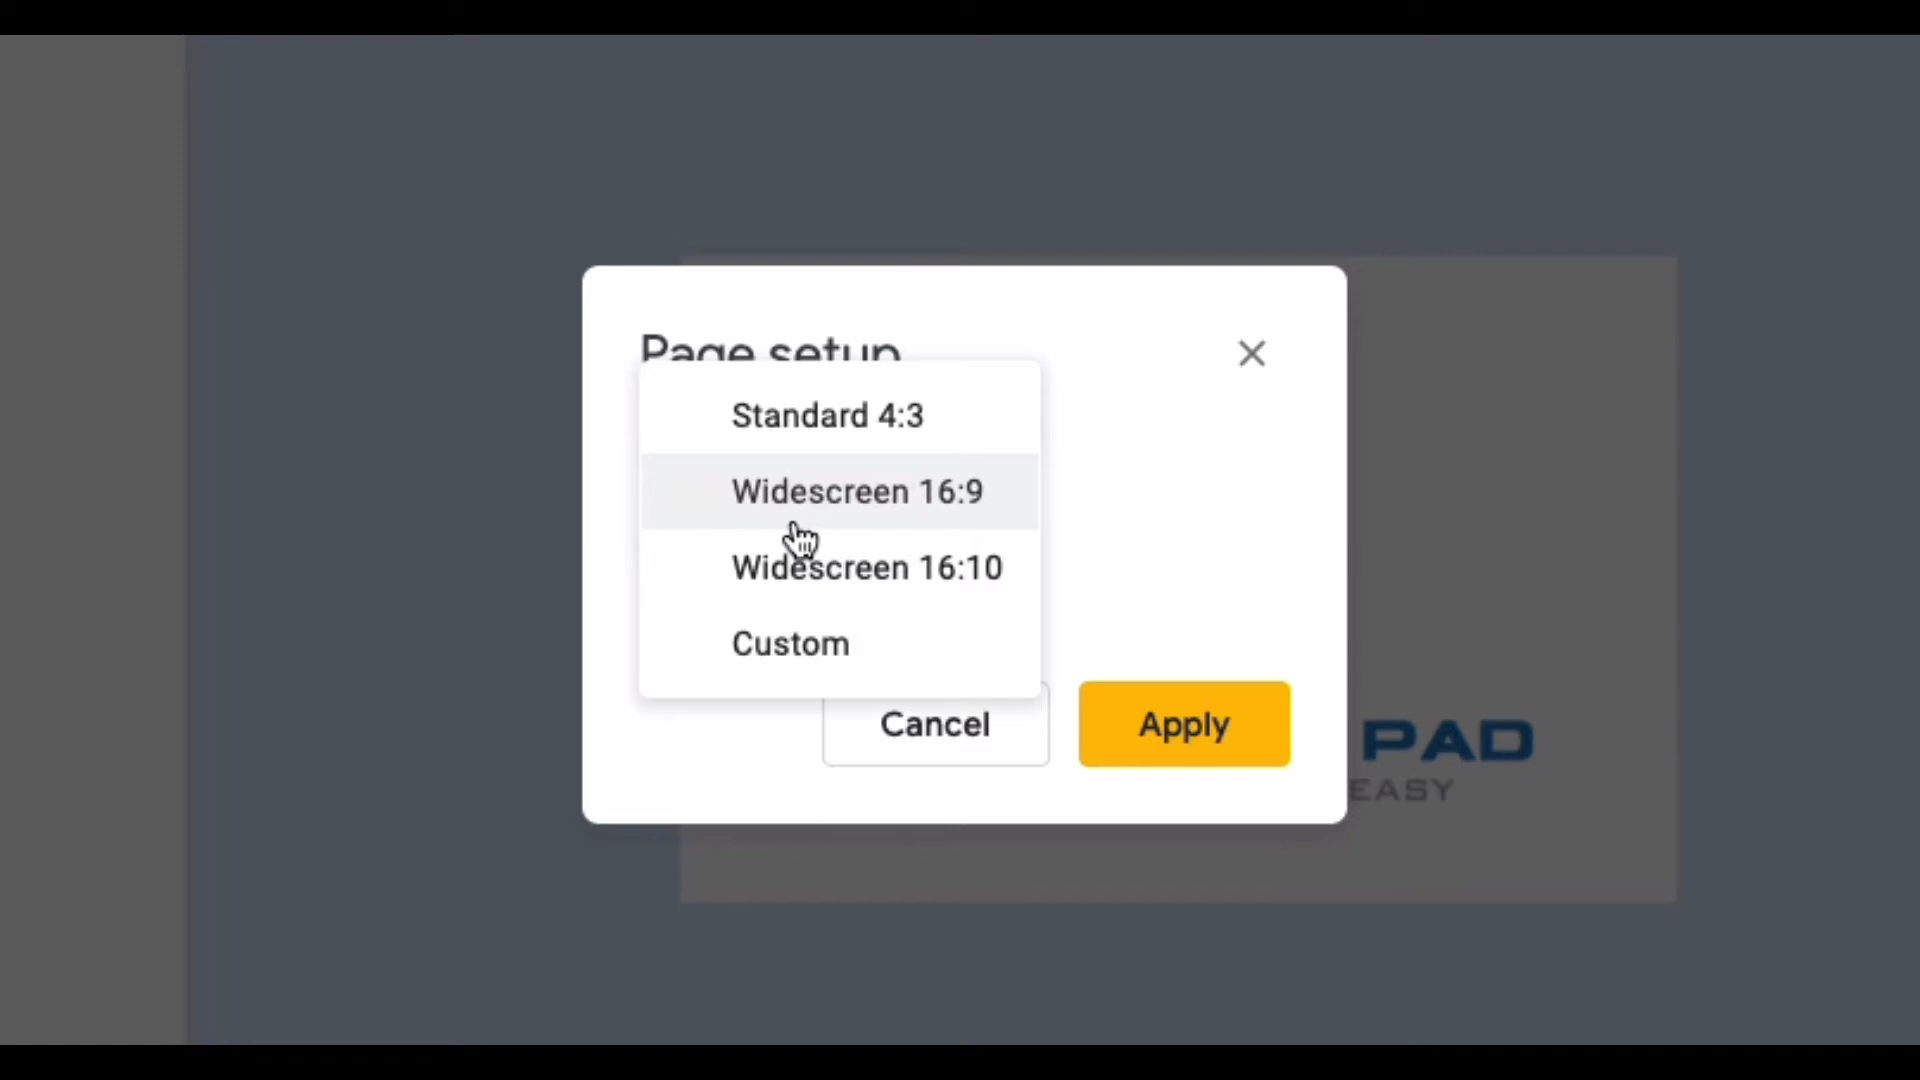 Page setup
Standard 4:3
Widescreen 16:9
Widescreen 16:10
Custom
Cancel
Apply
PAD
EASY